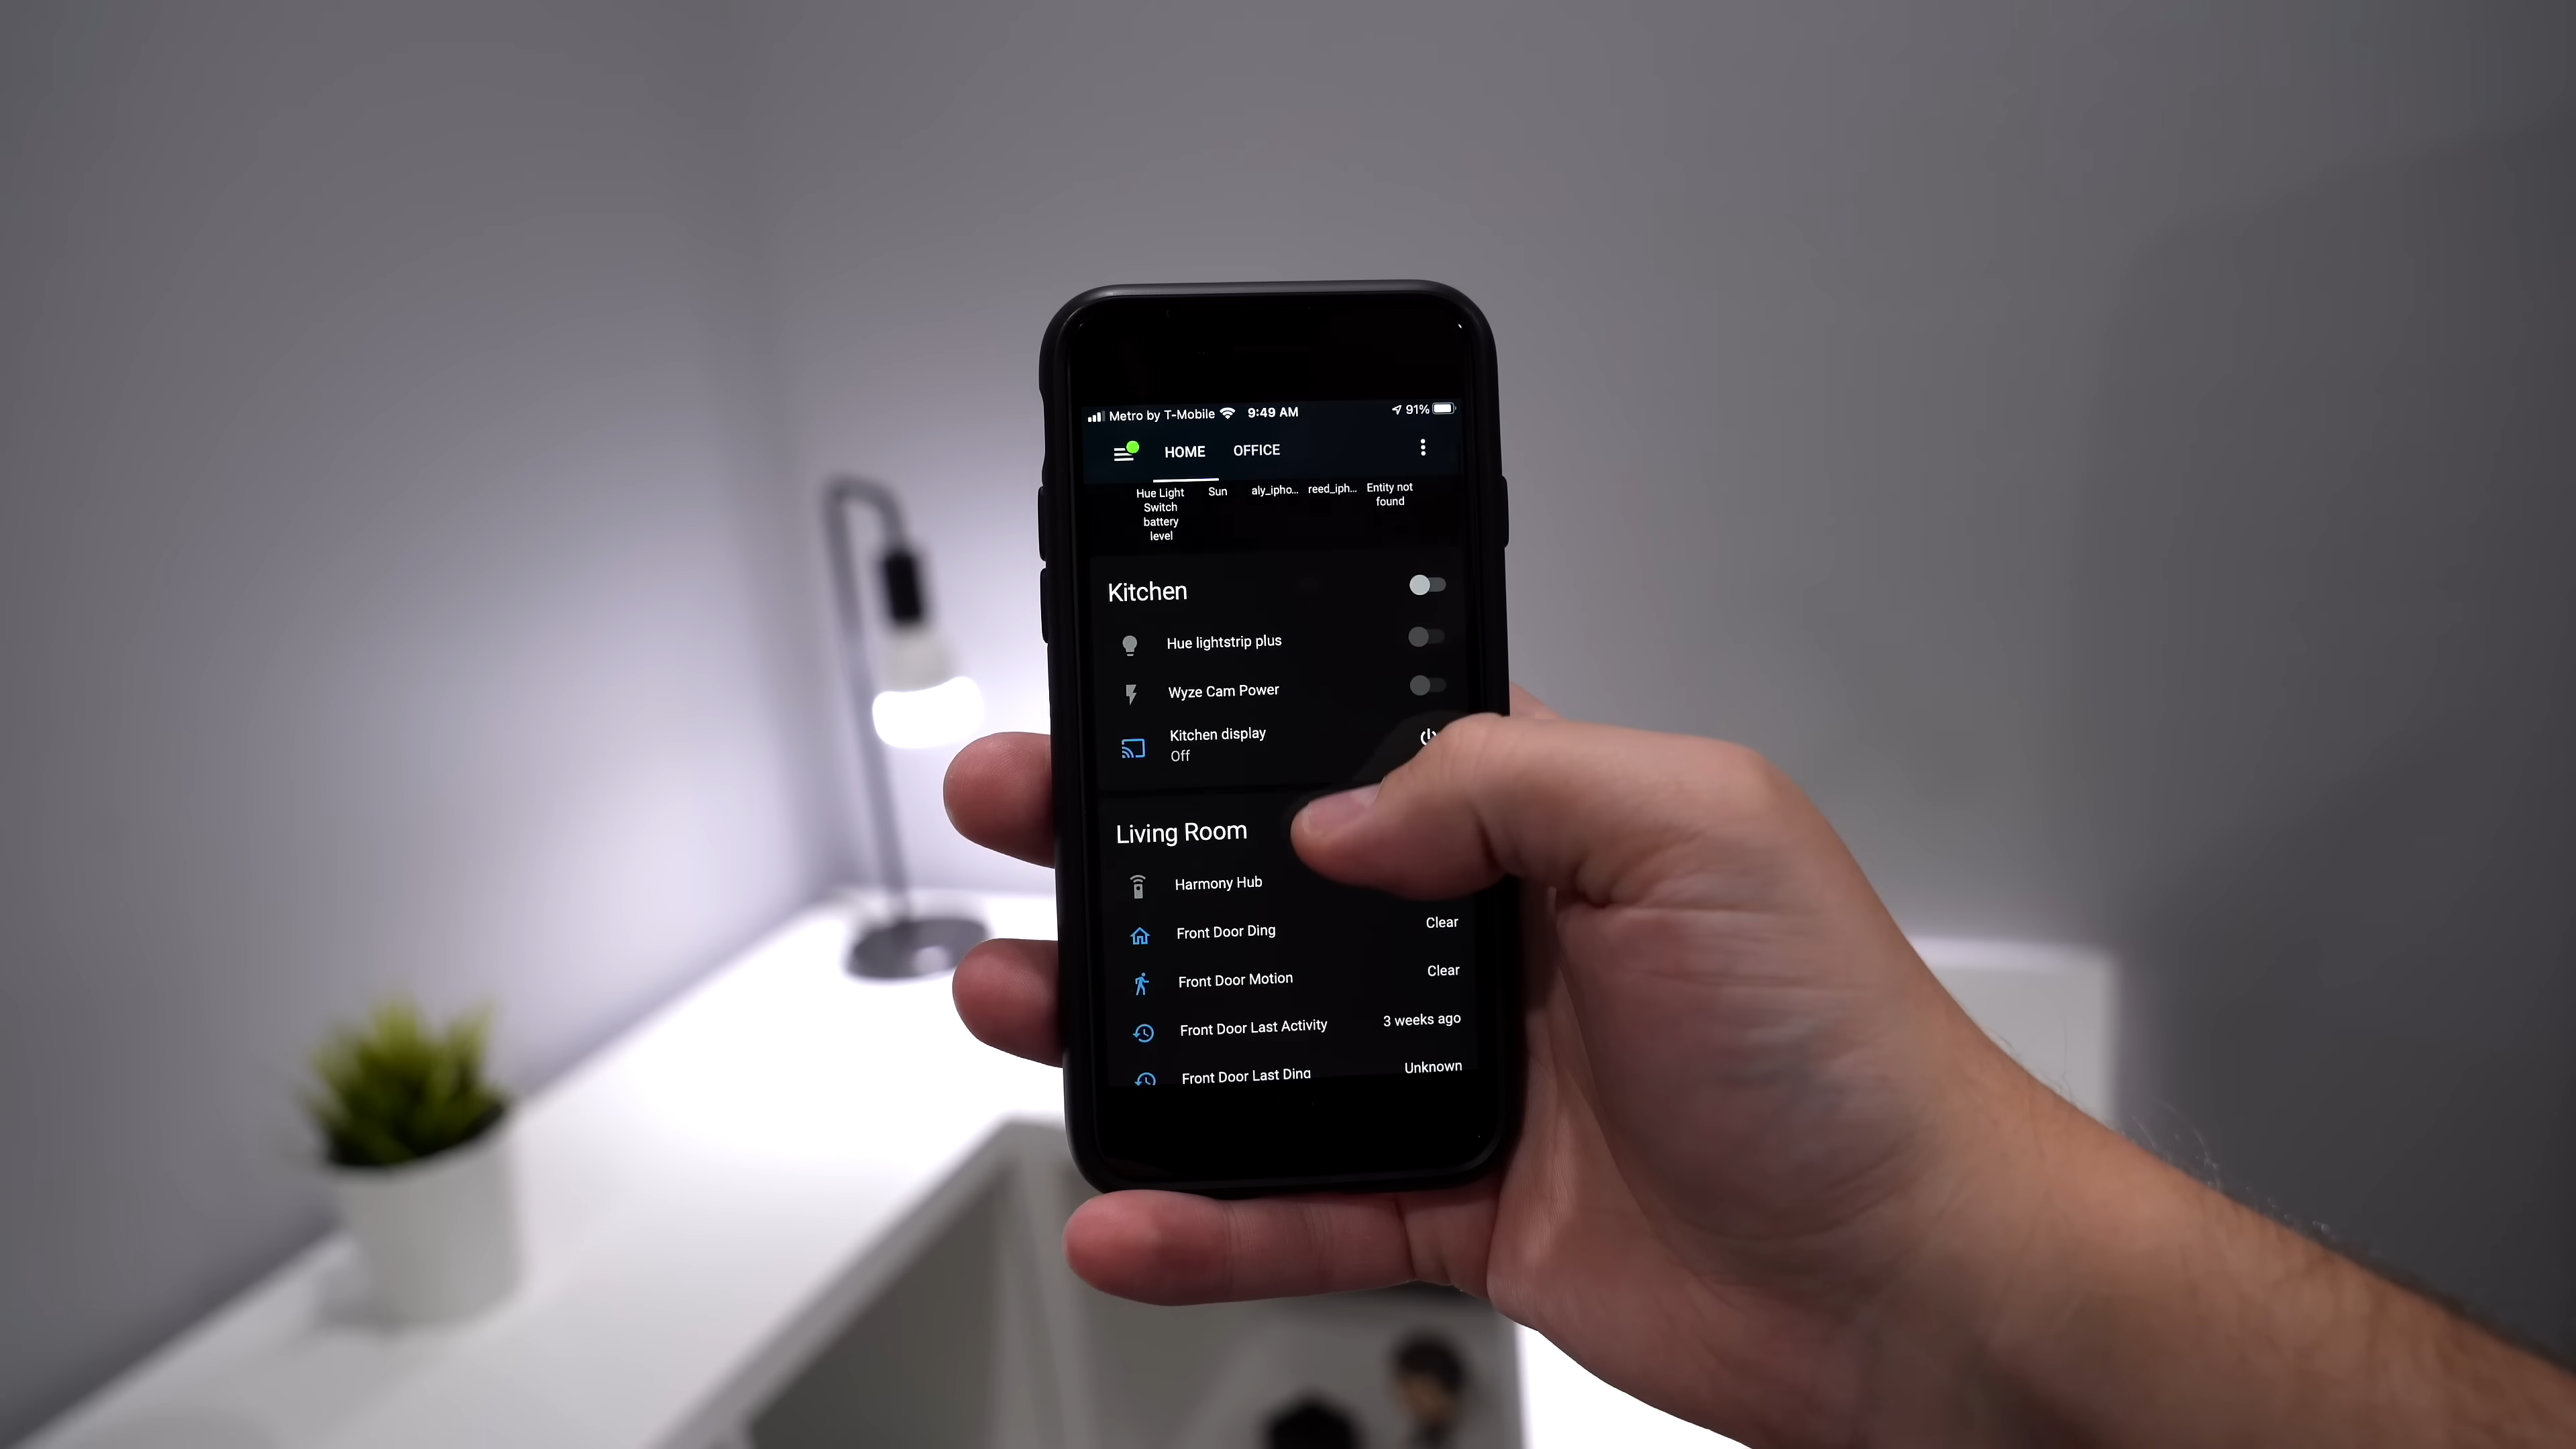 Metro by T-Mobile 9:49 AM 91%
HOME OFFICE
Hue Light Switch battery level
Sun
aly_ipho...
reed_iph...
Entity not found
Kitchen
Hue lightstrip plus
Wyze Cam Power
Kitchen display
Off
Living Room
Harmony Hub
Front Door Ding Clear
Front Door Motion Clear
Front Door Last Activity 3 weeks ago
Front Door Last Ding Unknown